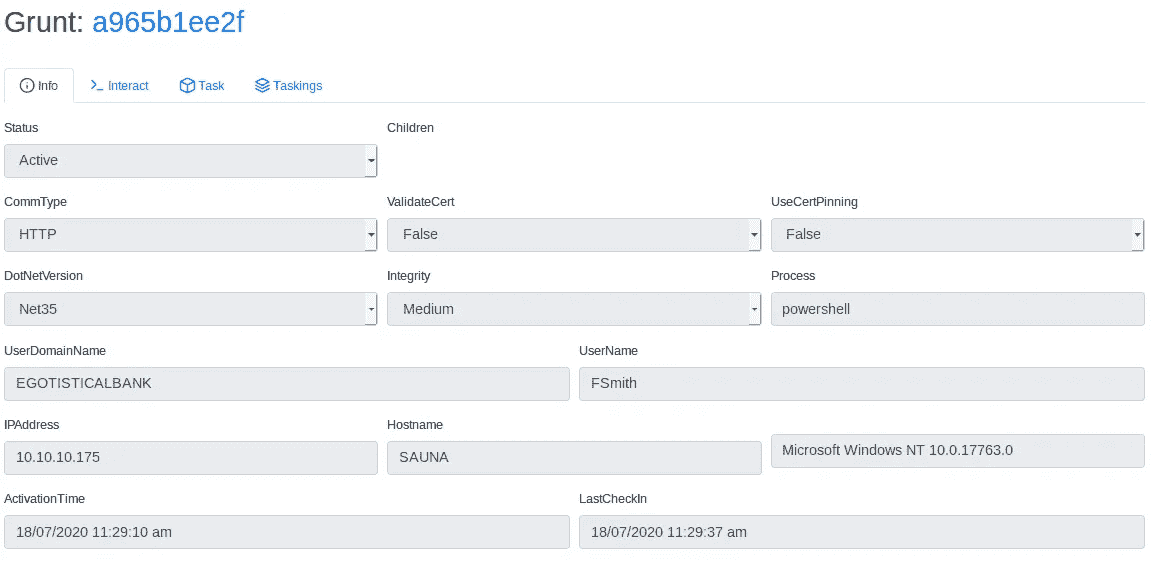 Grunt: a965b1ee2f
Info Interact Task Taskings
Status Children
Active
CommType ValidateCert UseCertPinning
HTTP False False
DotNetVersion Integrity Process
Net35 Medium powershell
UserDomainName UserName
EGOTISTICALBANK FSmith
IPAddress Hostname
10.10.10.175 SAUNA Microsoft Windows NT 10.0.17763.0
ActivationTime LastCheckIn
18/07/2020 11:29:10 am 18/07/2020 11:29:37 am